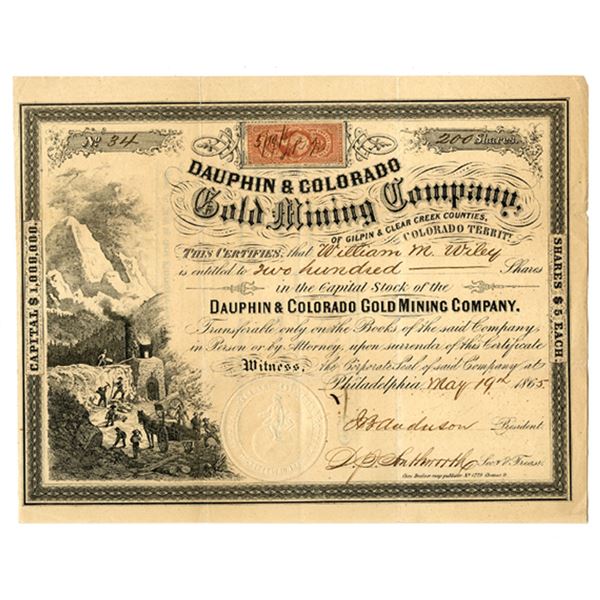 No 34
200 Shares.
DAUPHIN & COLORADO
Gold Mining Company,
OF GILPIN & CLEAR CREEK COUNTIES,
COLORADO TERRITY
THIS CERTIFIES, that William M. Wiley
is entitled to Two hundred Shares
in the Capital Stock of the
DAUPHIN & COLORADO GOLD MINING COMPANY.
Transferable only on the Books of the said Company
in Person or by Attorney, upon surrender of this Certificate
Witness, the Corporate Seal of said Company at
Philadelphia, May 19th 1865
President.
Secy & Treasr.
CAPITAL, $1,000,000.
SHARES $5 EACH